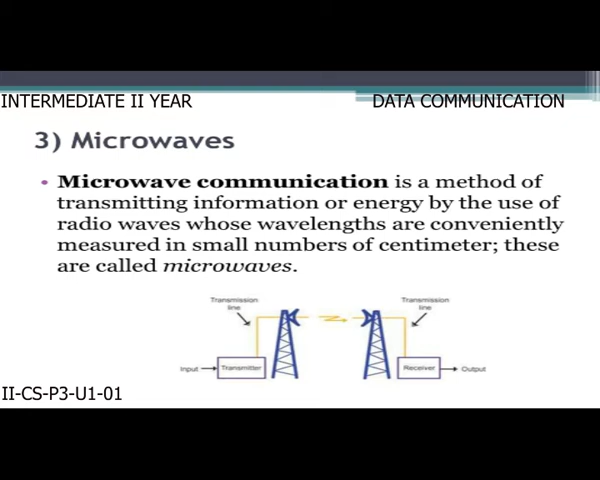 INTERMEDIATE II YEAR
DATA COMMUNICATION
3) Microwaves
• Microwave communication is a method of
transmitting information or energy by the use of
radio waves whose wavelengths are conveniently
measured in small numbers of centimeter; these
are called microwaves.
Transmission
line
Transmission
line
Input
Transmitter
Receiver
Output
II-CS-P3-U1-01